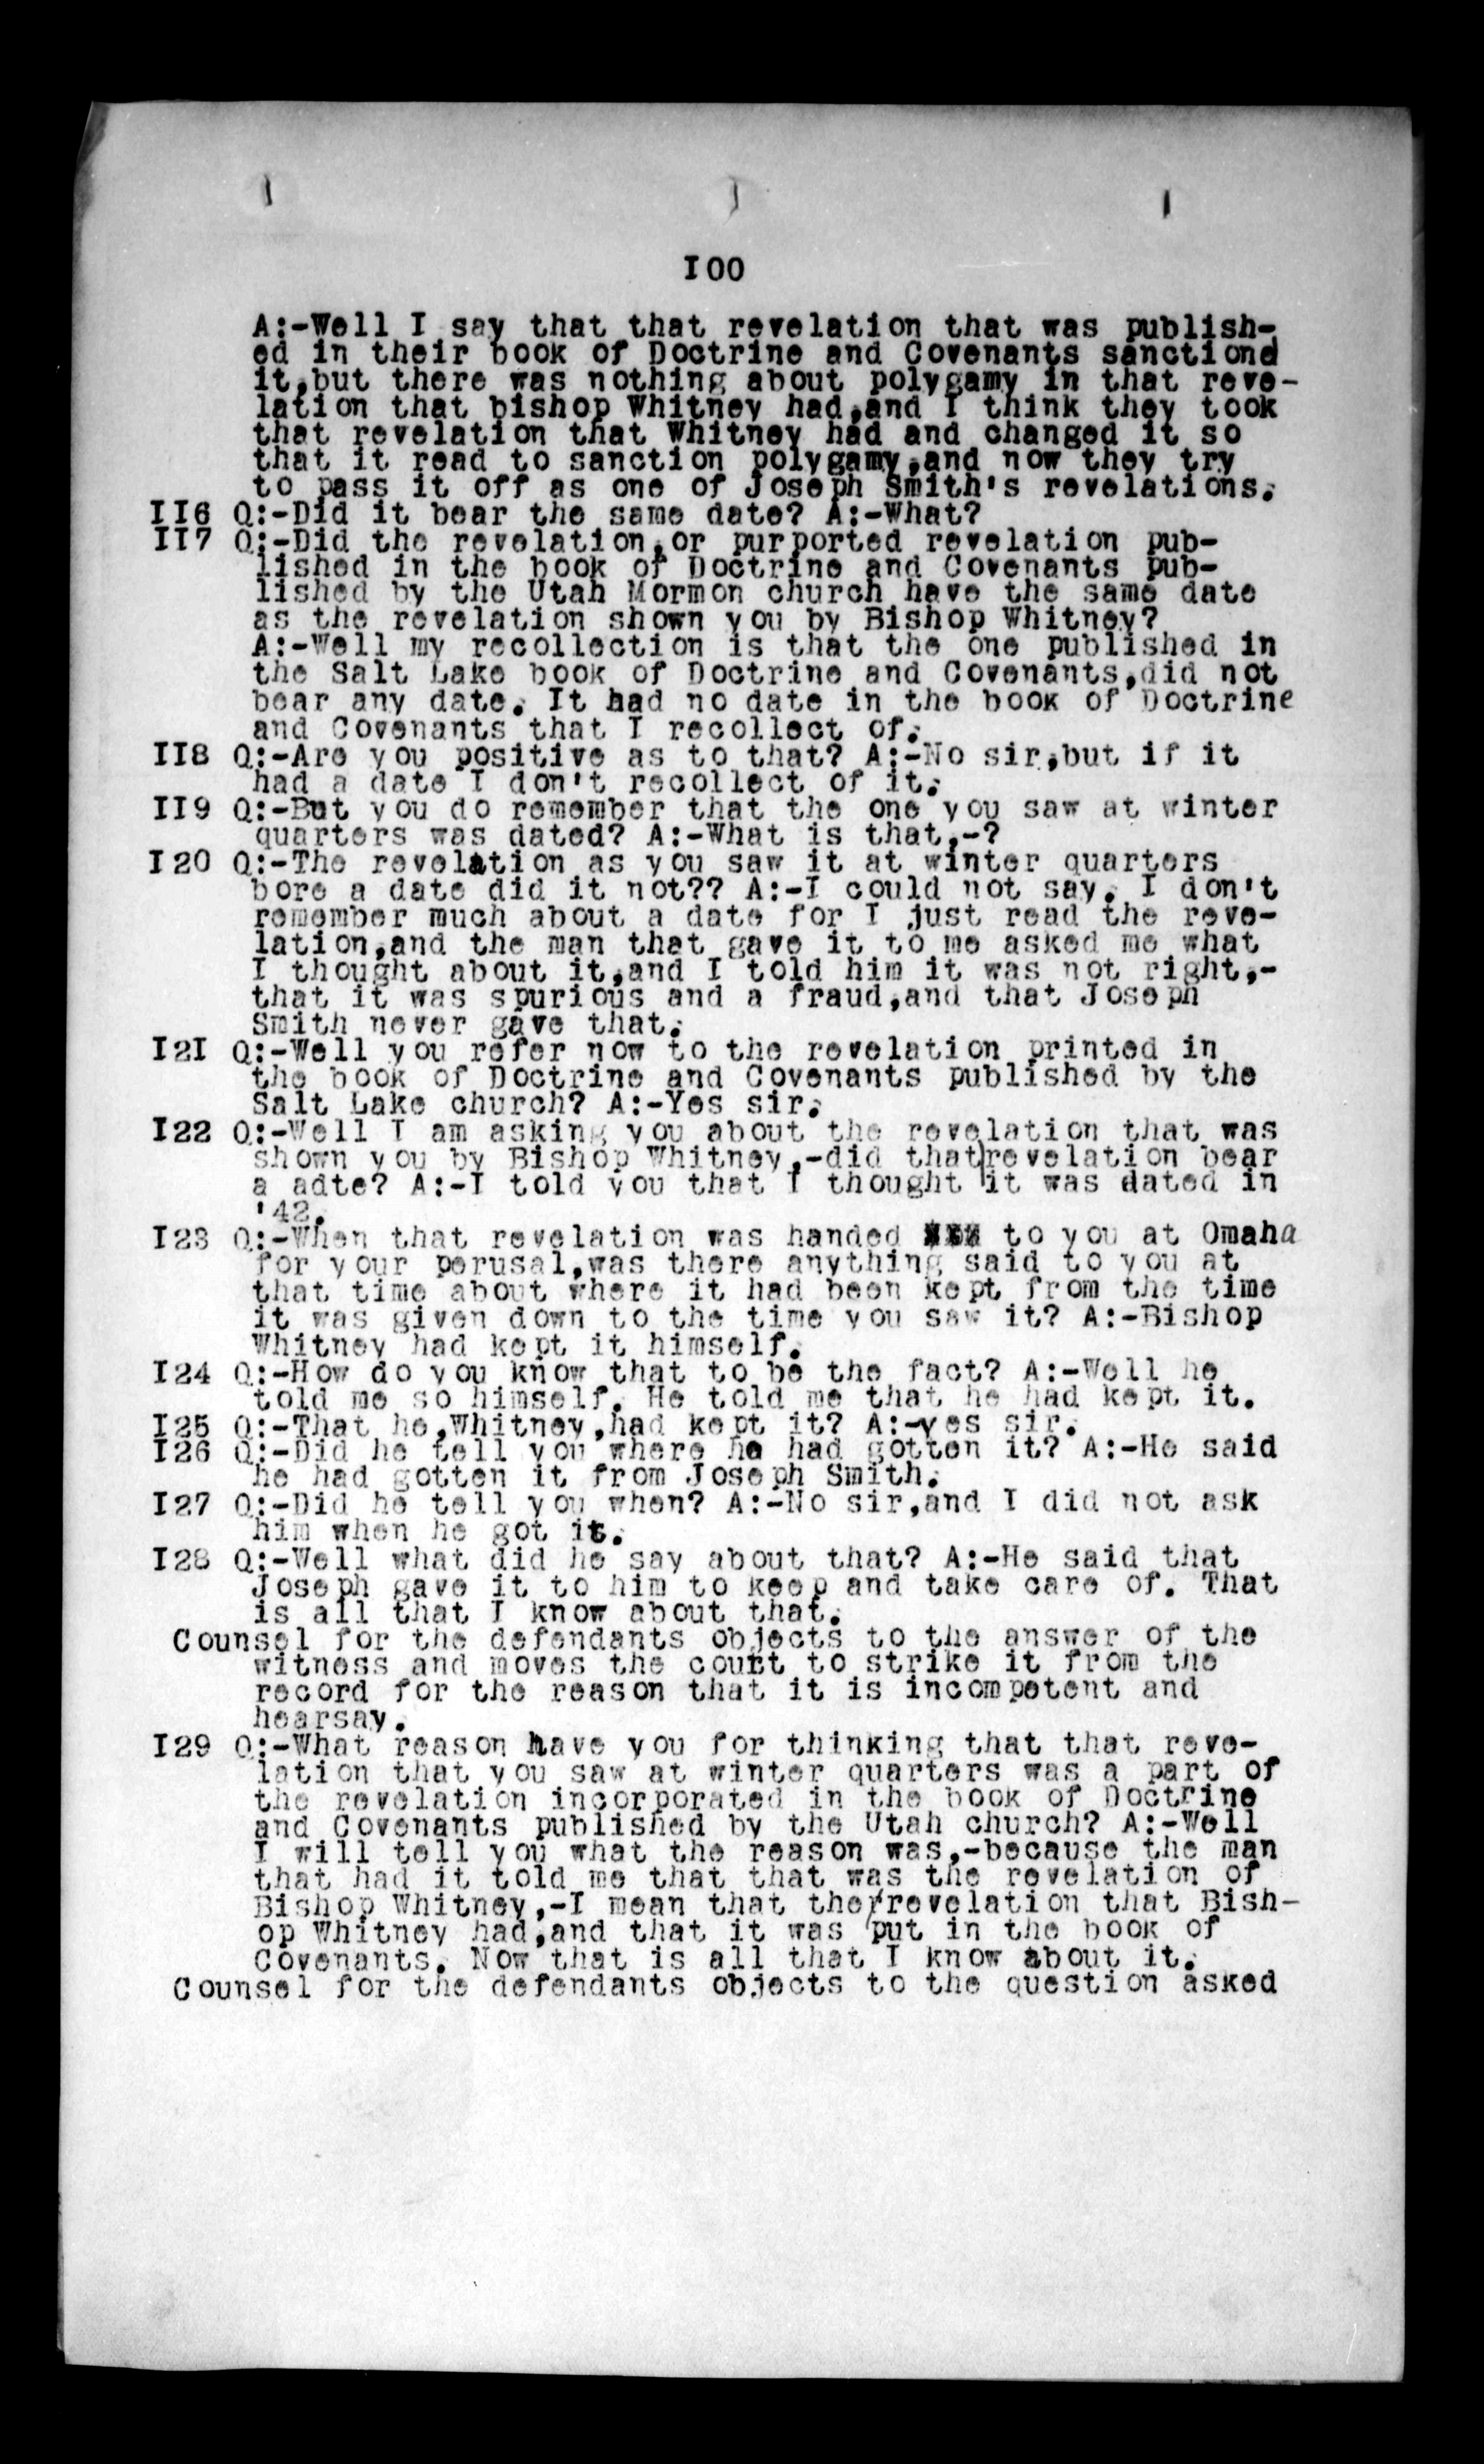 I00
A:-Well I say that that revelation that was publish-
ed in their book of Doctrine and Covenants sanctiond
it,but there was nothing about polygamy in that reve-
lation that bishop Whitney had,and I think they took
that revelation that Whitney had and changed it so
that it read to sanction polygamy,and now they try
to pass it off as one of Joseph Smith's revelations.
II6 Q:-Did it bear the same date? A:-What?
II7 Q:-Did the revelation,or purported revelation pub-
lished in the book of Doctrine and Covenants pub-
lished by the Utah Mormon church have the same date
as the revelation shown you by Bishop Whitney?
A:-Well my recollection is that the one published in
the Salt Lake book of Doctrine and Covenants,did not
bear any date. It had no date in the book of Doctrine
and Covenants that I recollect of.
II8 Q:-Are you positive as to that? A:-No sir,but if it
had a date I don't recollect of it.
II9 Q:-But you do remember that the one you saw at winter
quarters was dated? A:-What is that,-?
I20 Q:-The revelation as you saw it at winter quarters
bore a date did it not?? A:-I could not say. I don't
remember much about a date for I just read the reve-
lation,and the man that gave it to me asked me what
I thought about it,and I told him it was not right,-
that it was spurious and a fraud,and that Joseph
Smith never gave that.
I2I Q:-Well you refer now to the revelation printed in
the book of Doctrine and Covenants published by the
Salt Lake church? A:-Yes sir.
I22 Q:-Well I am asking you about the revelation that was
shown you by Bishop Whitney,-did that revelation bear
a adte? A:-I told you that I thought it was dated in
'42.
I23 Q:-When that revelation was handed to you at Omaha
for your perusal,was there anything said to you at
that time about where it had been kept from the time
it was given down to the time you saw it? A:-Bishop
Whitney had kept it himself.
I24 Q:-How do you know that to be the fact? A:-Well he
told me so himself. He told me that he had kept it.
I25 Q:-That he,Whitney,had kept it? A:-yes sir.
I26 Q:-Did he tell you where he had gotten it? A:-He said
he had gotten it from Joseph Smith.
I27 Q:-Did he tell you when? A:-No sir,and I did not ask
him when he got it.
I28 Q:-Well what did he say about that? A:-He said that
Joseph gave it to him to keep and take care of. That
is all that I know about that.
Counsel for the defendants objects to the answer of the
witness and moves the court to strike it from the
record for the reason that it is incompetent and
hearsay.
I29 Q:-What reason have you for thinking that that reve-
lation that you saw at winter quarters was a part of
the revelation incorporated in the book of Doctrine
and Covenants published by the Utah church? A:-Well
I will tell you what the reason was,-because the man
that had it told me that that was the revelation of
Bishop Whitney,-I mean that the/revelation that Bish-
op Whitney had,and that it was put in the book of
Covenants. Now that is all that I know about it.
Counsel for the defendants objects to the question asked